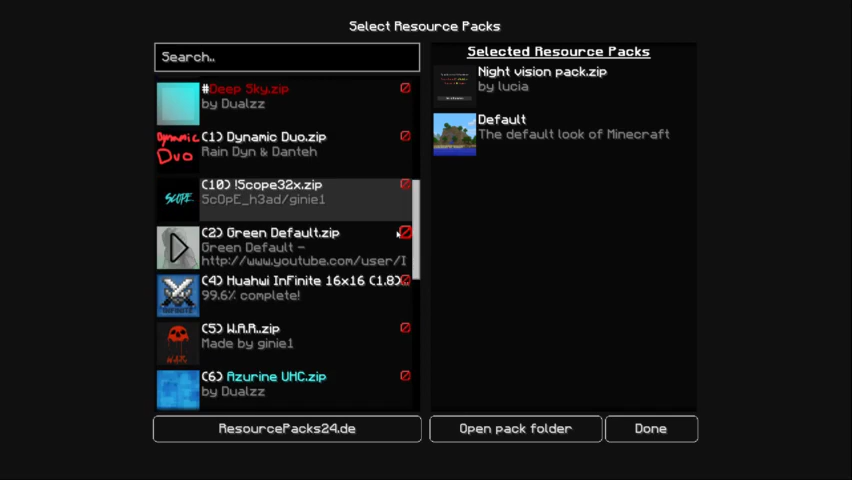 Select Resource Packs
Search..
Selected Resource Packs
#Deep Sky.zip
by Dualzz
Dynamic
Duo
(1) Dynamic Duo.zip
Rain Dyn & Danteh
SCOPE
(10) !Scope32x.zip
ScOpE_h3ad/ginie1
(2) Green Default.zip
Green Default -
http://www.youtube.com/user/I
(4) Huahwi InFinite 16x16 (1.8)
99.6% complete!
(5) W.A.R..zip
Made by ginie1
WAR
(6) Azurine UHC.zip
by Dualzz
Night vision pack.zip
by lucia
Default
The default look of Minecraft
ResourcePacks24.de
Open pack folder
Done